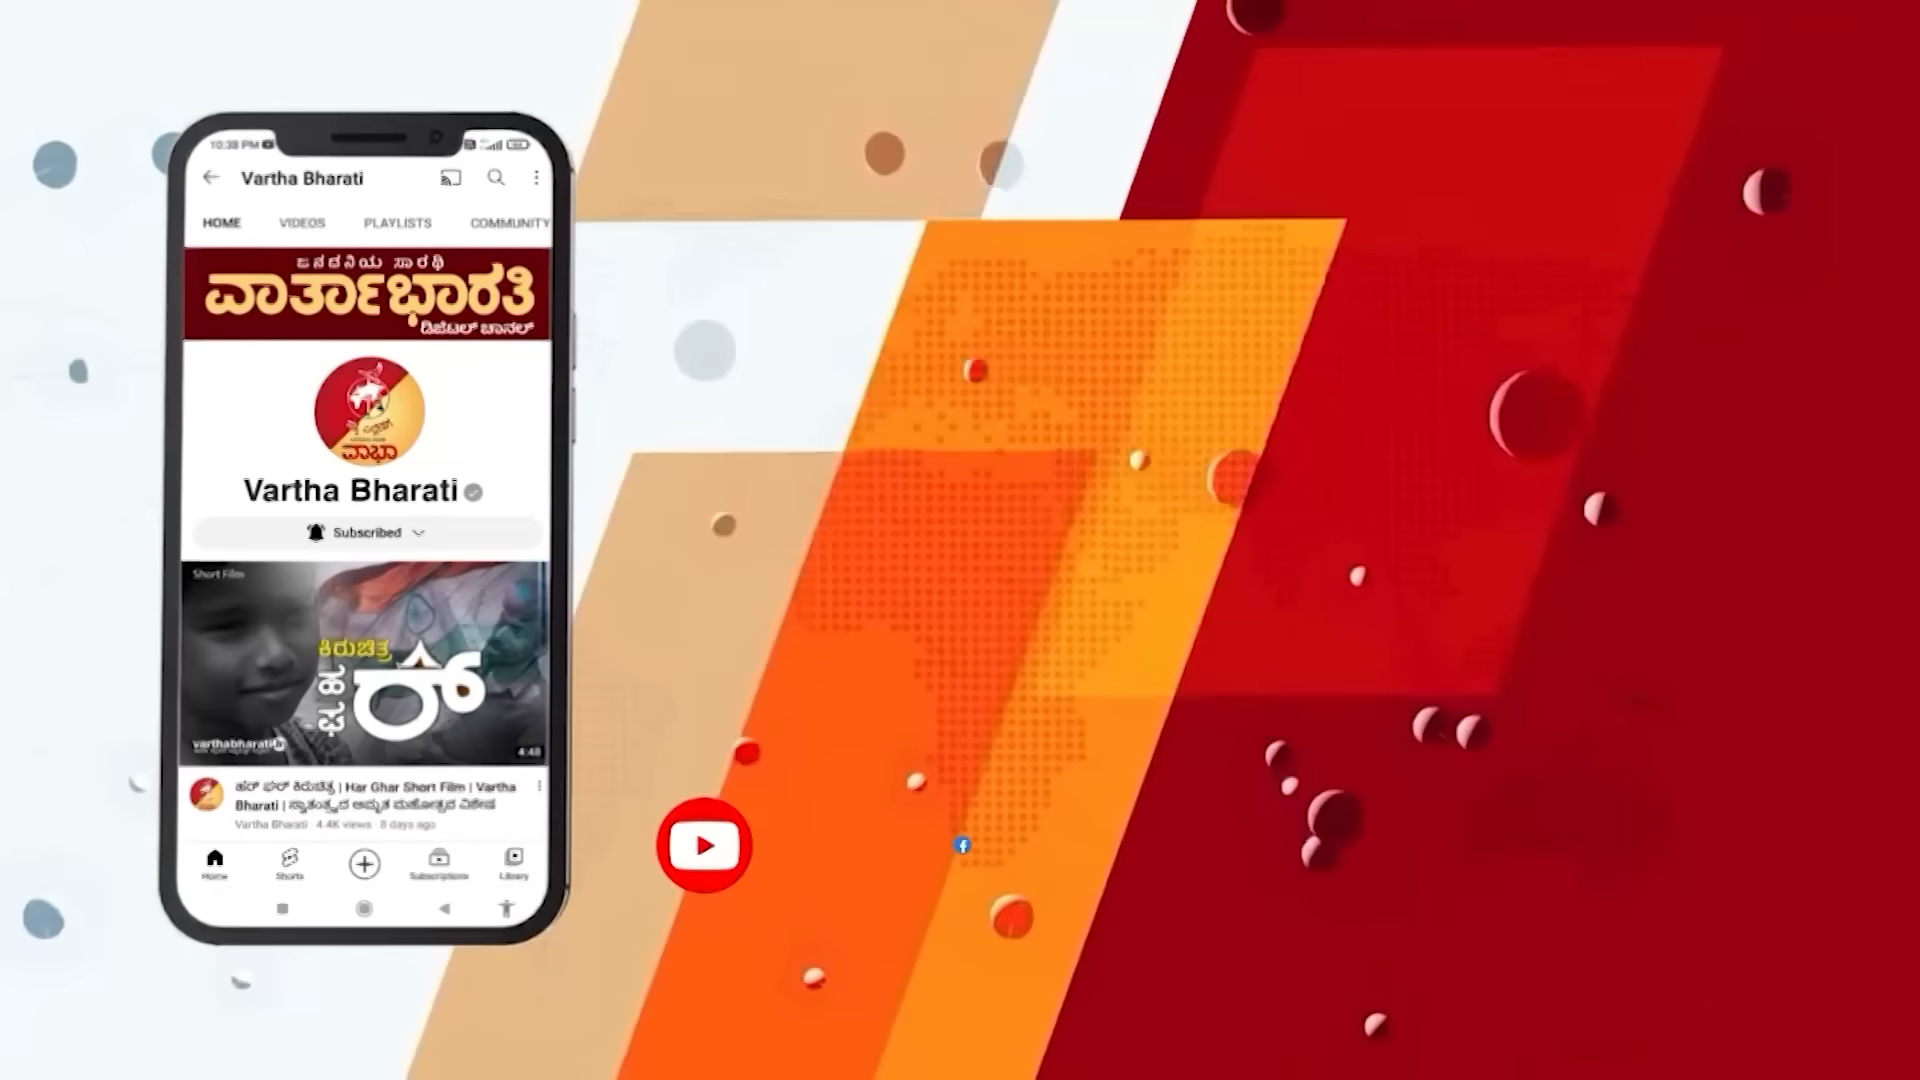 10:38 PM
Vartha Bharati
HOME VIDEOS PLAYLISTS COMMUNITY
ಜನದನಿಯ ಸಾರಥಿ
ವಾರ್ತಾಭಾರತಿ
ಡಿಜಿಟಲ್ ಚಾನಲ್
ವಾಭಾ
Vartha Bharati
Subscribed
Short Film
ಕಿರುಚಿತ್ರ
varthabharati.in
4:48
ಹರ್ ಘರ್ ಕಿರುಚಿತ್ರ | Har Ghar Short Film | Vartha
Bharati | ಸ್ವಾತಂತ್ರ್ಯದ ಅಮೃತ ಮಹೋತ್ಸವ ವಿಶೇಷ
Vartha Bharati · 4.4K views · 8 days ago
Home Shorts Subscriptions Library